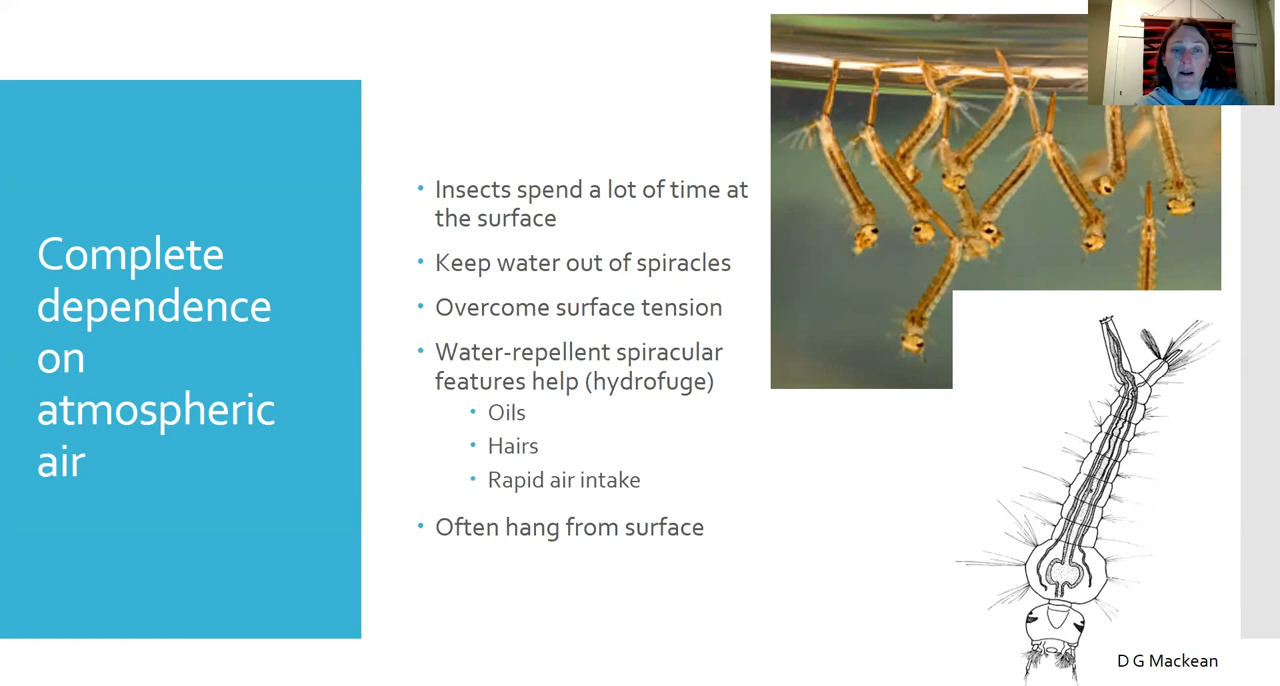 Complete
dependence
on
atmospheric
air
• Insects spend a lot of time at
the surface
• Keep water out of spiracles
• Overcome surface tension
• Water-repellent spiracular
features help (hydrofuge)
• Oils
• Hairs
• Rapid air intake
• Often hang from surface
D G Mackean